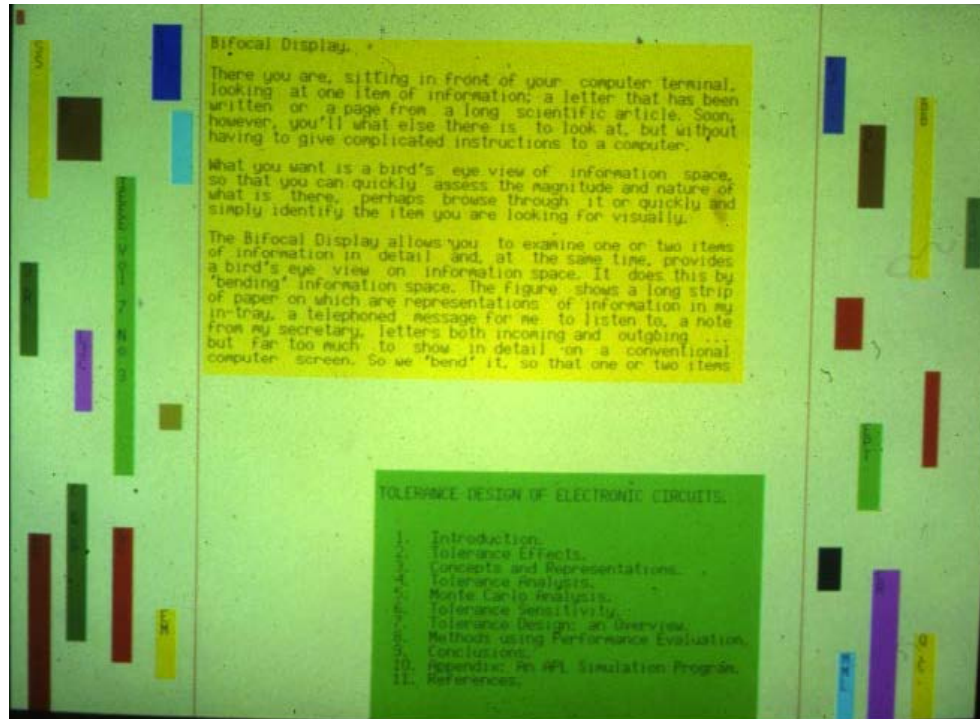 Bifocal Display.
There you are, sitting in front of your computer terminal,
looking at one item of information; a letter that has been
written or a page from a long scientific article. Soon,
however, you'll what else there is to look at, but without
having to give complicated instructions to a computer.
What you want is a bird's eye view of information space,
so that you can quickly assess the magnitude and nature of
what is there, perhaps browse through it or quickly and
simply identify the item you are looking for visually.
The Bifocal Display allows you to examine one or two items
of information in detail and, at the same time, provides
a bird's eye view on information space. It does this by
'bending' information space. The figure shows a long strip
of paper on which are representations of information in my
in-tray, a telephoned message for me to listen to, a note
from my secretary, letters both incoming and outgoing ...
but far too much to show in detail on a conventional
computer screen. So we 'bend' it, so that one or two items
TOLERANCE DESIGN OF ELECTRONIC CIRCUITS.
1. Introduction.
2. Tolerance Effects.
3. Concepts and Representations.
4. Tolerance Analysis.
5. Monte Carlo Analysis.
6. Tolerance Sensitivity.
7. Tolerance Design: an Overview.
8. Methods using Performance Evaluation.
9. Conclusions.
10. Appendix: An APL Simulation Program.
11. References.